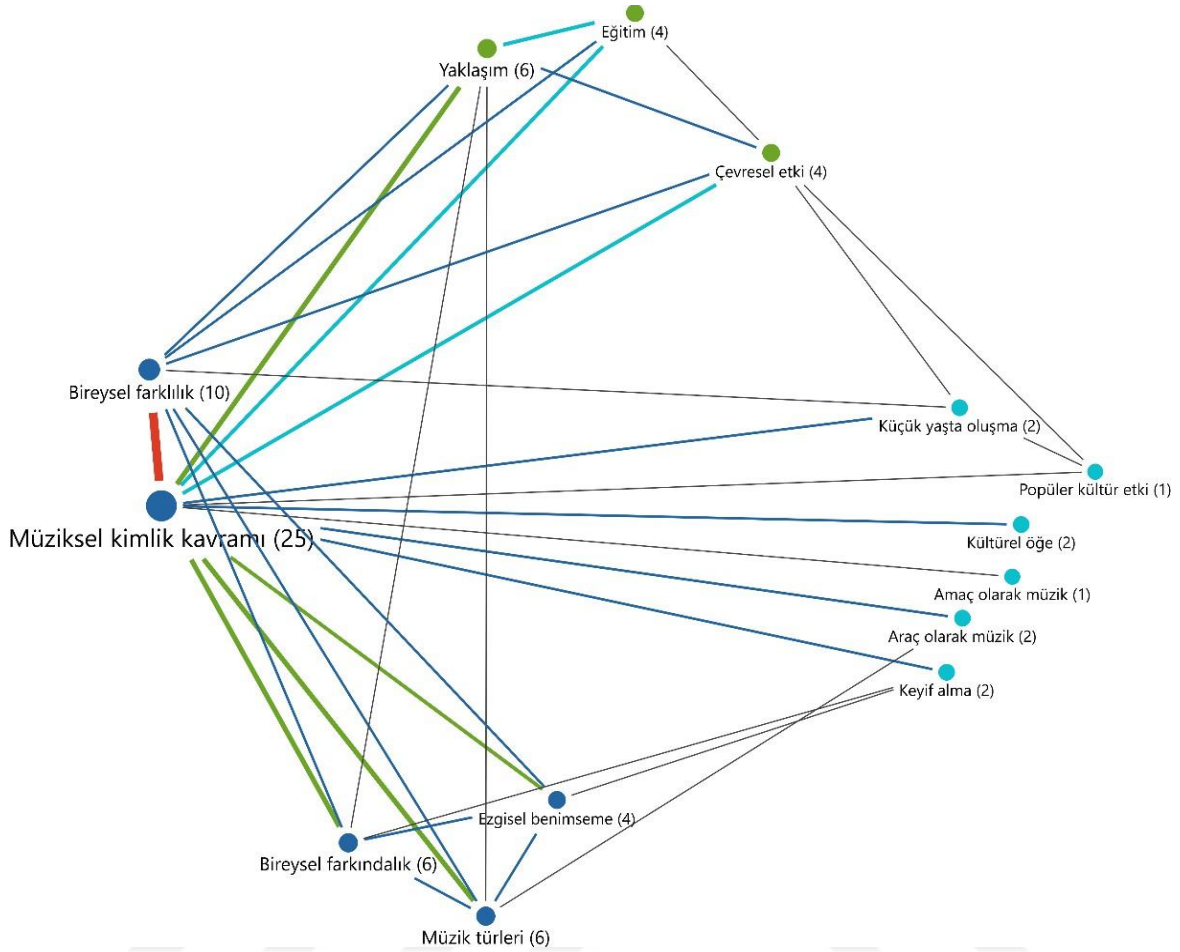 Eğitim (4)
Yaklaşım (6)
Çevresel etki (4)
Bireysel farklılık (10)
Küçük yaşta oluşma (2)
Popüler kültür etki (1)
Müziksel kimlik kavramı (25)
Kültürel öğe (2)
Amaç olarak müzik (1)
Araç olarak müzik (2)
Keyif alma (2)
Ezgisel benimseme (4)
Bireysel farkındalık (6)
Müzik türleri (6)